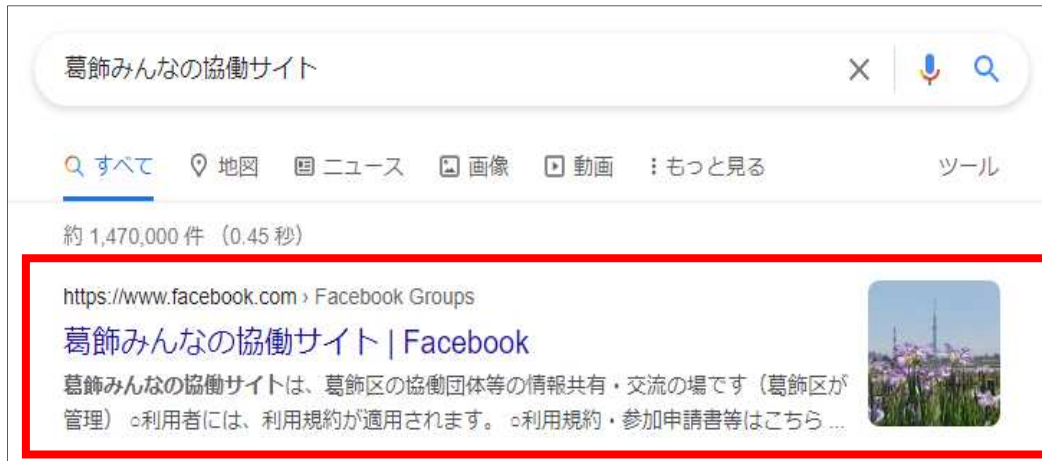 葛飾みんなの協働サイト
すべて 地図 ニュース 画像 動画 もっと見る ツール
約 1,470,000 件 (0.45 秒)
https://www.facebook.com › Facebook Groups
葛飾みんなの協働サイト | Facebook
葛飾みんなの協働サイトは、葛飾区の協働団体等の情報共有・交流の場です（葛飾区が
管理） ○利用者には、利用規約が適用されます。 ○利用規約・参加申請書等はこちら ...